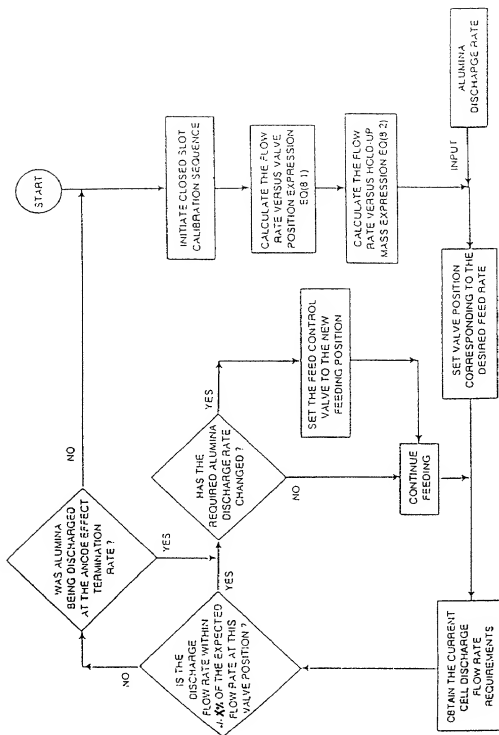 START
INITIATE CLOSED SLOT
CALIBRATION SEQUENCE
CALCULATE THE FLOW
RATE VERSUS VALVE
POSITION EXPRESSION
EQ(8.1)
CALCULATE THE FLOW
RATE VERSUS HOLD-UP
MASS EXPRESSION EQ(8.2)
INPUT
ALUMINA
DISCHARGE RATE
SET VALVE POSITION
CORRESPONDING TO THE
DESIRED FEED RATE
OBTAIN THE CURRENT
CELL DISCHARGE
FLOW RATE
REQUIREMENTS
IS THE
DISCHARGE
FLOW RATE WITHIN
X% OF THE EXPECTED
FLOW RATE AT THIS
VALVE POSITION ?
NO
YES
WAS ALUMINA
BEING DISCHARGED
AT THE ANODE EFFECT
TERMINATION
RATE ?
NO
YES
HAS THE
REQUIRED ALUMINA
DISCHARGE RATE
CHANGED ?
YES
NO
SET THE FEED CONTROL
VALVE TO THE NEW
FEEDING POSITION
CONTINUE
FEEDING